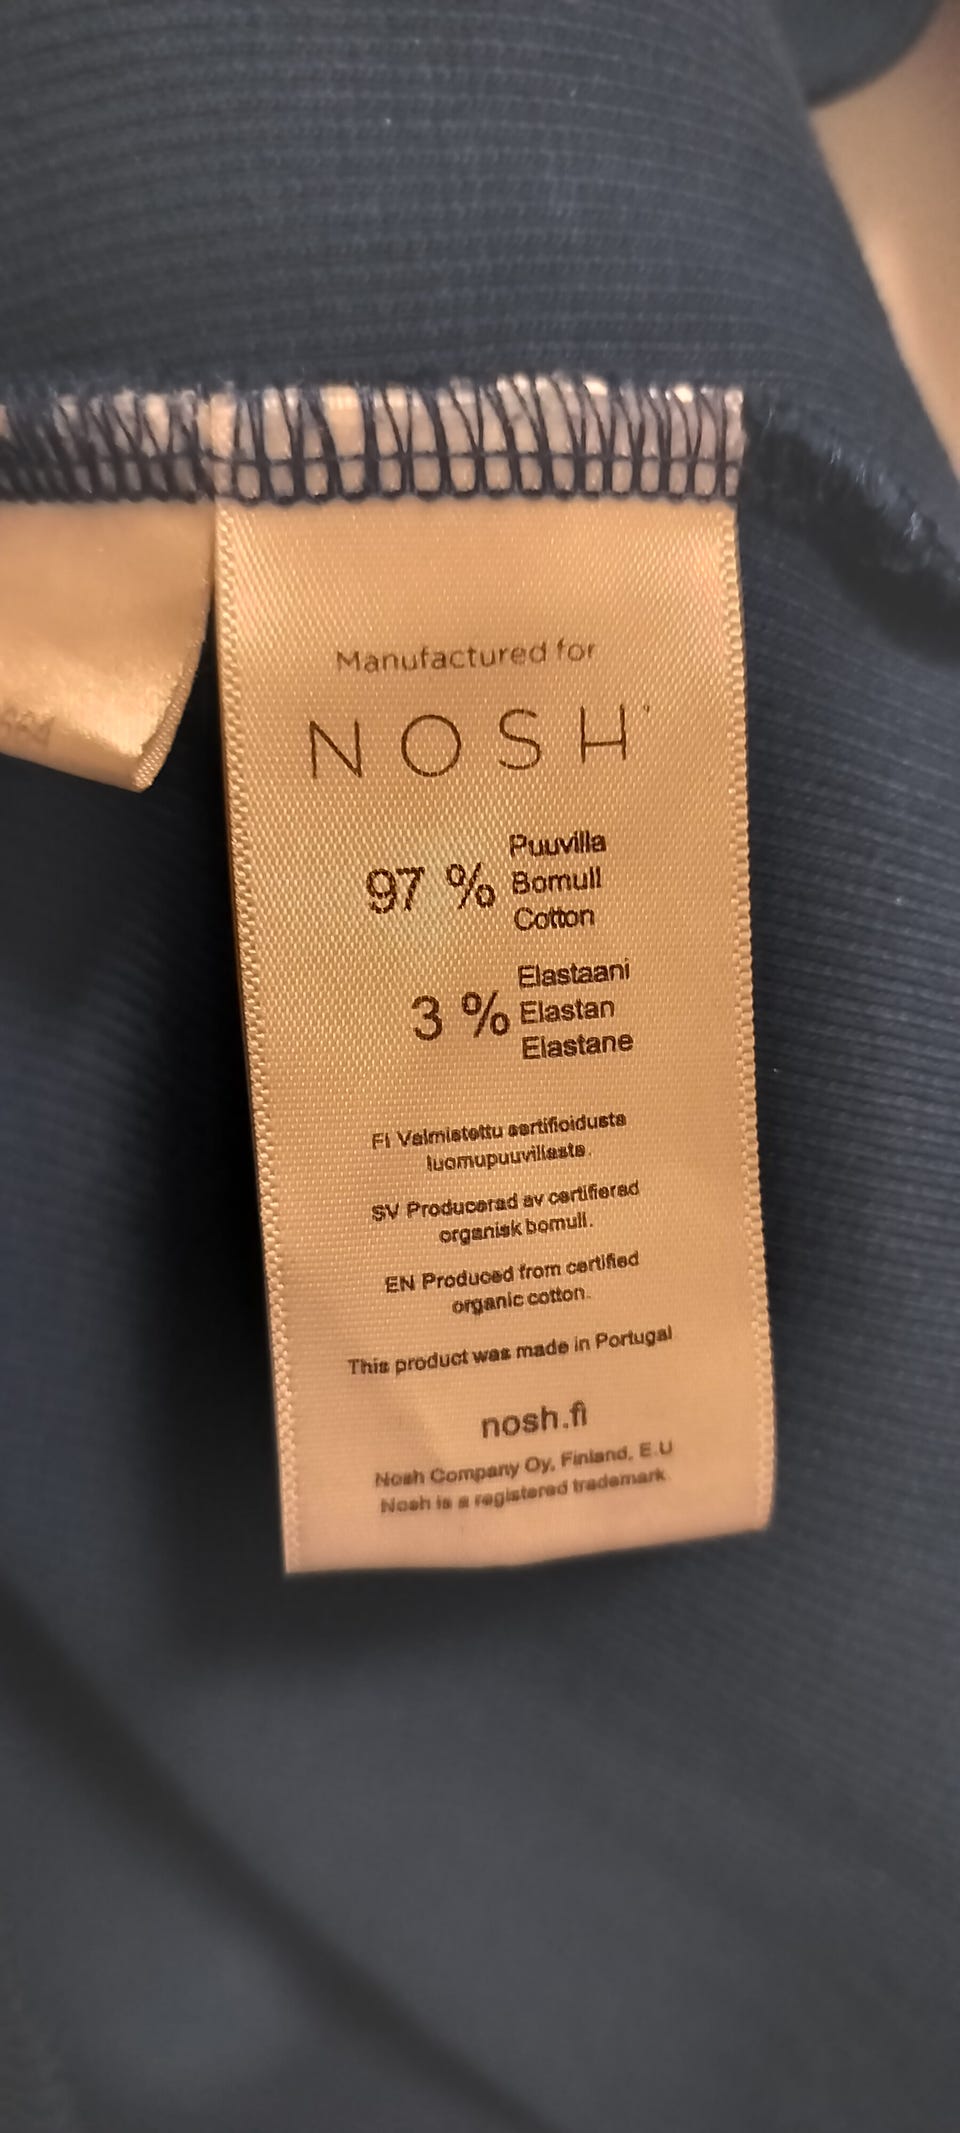 Manufactured for
NOSH
97 %
Puuvilla
Bomull
Cotton
3 %
Elastaani
Elastan
Elastane
FI Valmistettu sertifioidusta
luomupuuvillasta.
SV Producerad av certifierad
organisk bomull.
EN Produced from certified
organic cotton.
This product was made in Portugal
nosh.fi
Nosh Company Oy, Finland, E.U
Nosh is a registered trademark